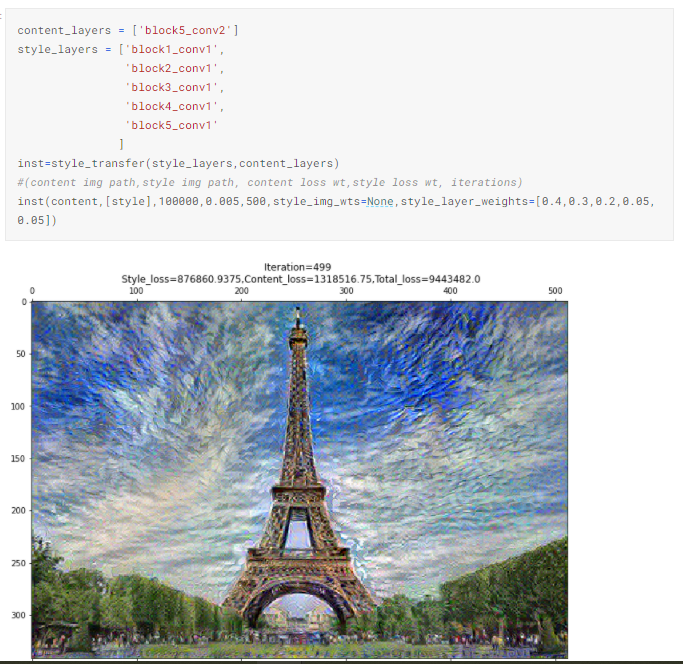 content_layers = ['block5_conv2']
style_layers = ['block1_conv1',
'block2_conv1',
'block3_conv1',
'block4_conv1',
'block5_conv1'
]
inst=style_transfer(style_layers,content_layers)
#(content img path,style img path, content loss wt,style loss wt, iterations)
inst(content,[style],100000,0.005,500,style_img_wts=None,style_layer_weights=[0.4,0.3,0.2,0.05,
0.05])
Iteration=499
Style_loss=876860.9375,Content_loss=1318516.75,Total_loss=9443482.0
0 100 200 300 400 500
0
50
100
150
200
250
300